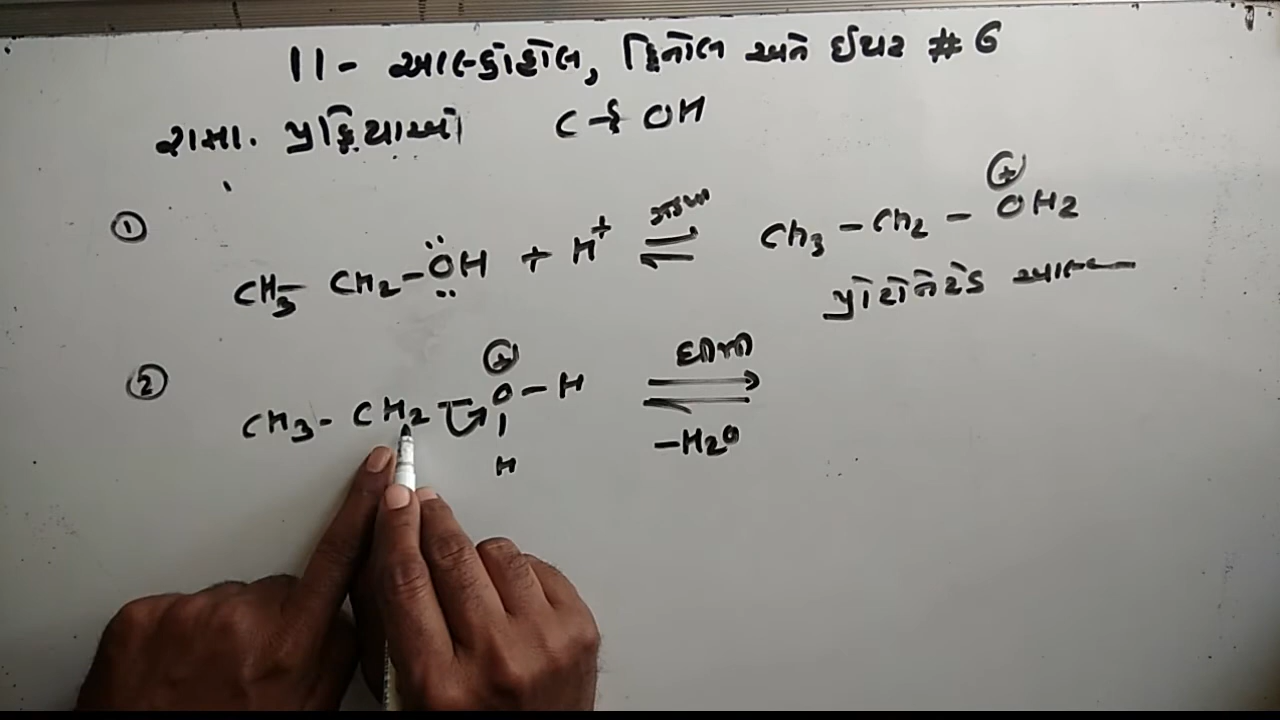 11 - આલ્કોહોલ, ફિનોલ અને ઈથર # 6
રાસા. પ્રક્રિયાઓ C-}-OH
① CH3 - CH2 - ÖH + H+ ⇌ ઝડપી CH3 - CH2 - OH2 ⊕
પ્રોટોનેટેડ આલ્
② CH3 - CH2 - O - H ⊕ ⇌ ધીમી
H -H2O